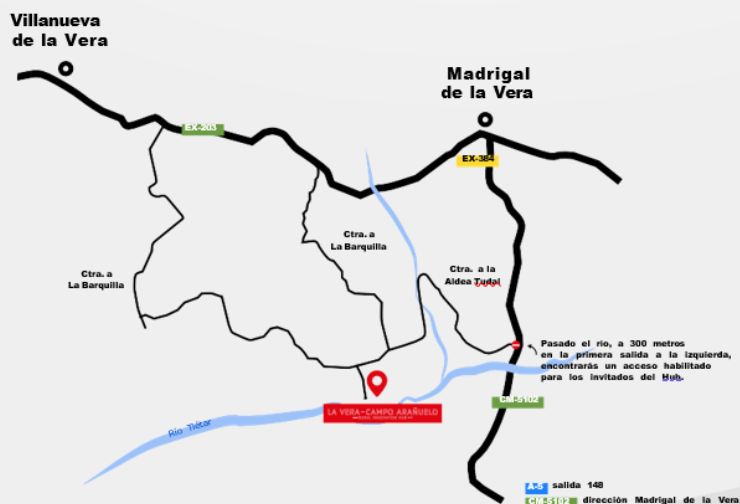 Villanueva
de la Vera
Madrigal
de la Vera
EX-203
EX-384
Ctra. a
La Barquilla
Ctra. a
La Barquilla
Ctra. a la
Aldea Tudal
Pasado el río, a 300 metros
en la primera salida a la izquierda,
encontrarás un acceso habilitado
para los invitados del Hub.
LA VERA-CAMPO ARAÑUELO
CM-5102
Río Tiétar
A-5 salida 148
CM-5102 dirección Madrigal de la Vera